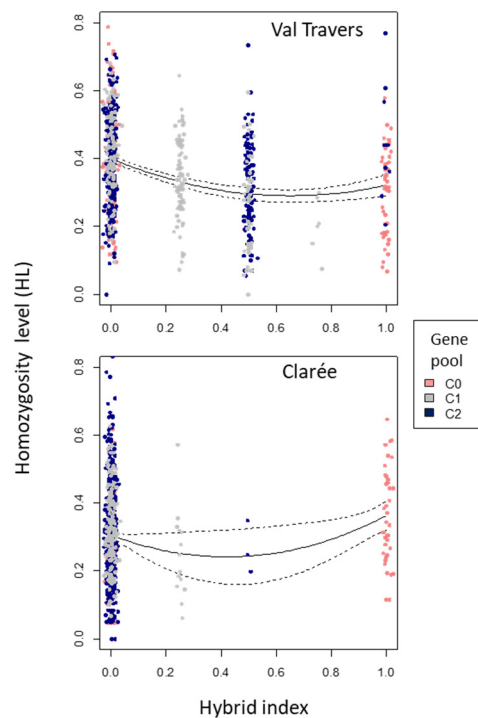 Val Travers
0.8
0.6
0.4
0.2
0.0
0.0 0.2 0.4 0.6 0.8 1.0
Homozygosity level (HL)
Clarée
0.8
0.6
0.4
0.2
0.0
0.0 0.2 0.4 0.6 0.8 1.0
Hybrid index
Gene
pool
C0
C1
C2